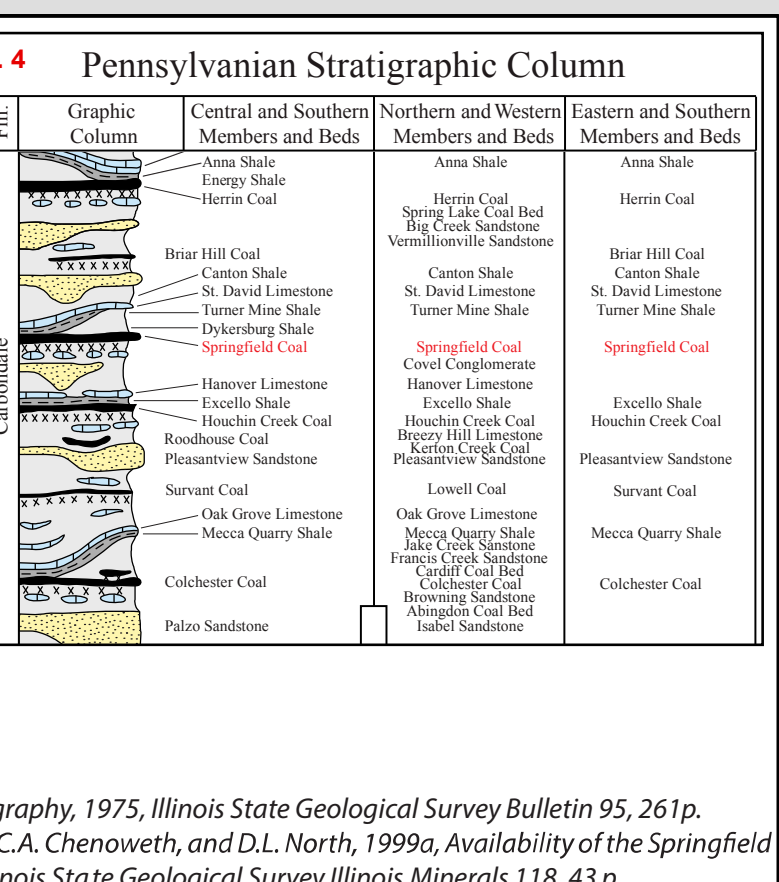 . 4
Pennsylvanian Stratigraphic Column
Fm.
Graphic Column
Central and Southern Members and Beds
Northern and Western Members and Beds
Eastern and Southern Members and Beds
Carbondale
Anna Shale
Energy Shale
Herrin Coal
Briar Hill Coal
Canton Shale
St. David Limestone
Turner Mine Shale
Dykersburg Shale
Springfield Coal
Hanover Limestone
Excello Shale
Houchin Creek Coal
Roodhouse Coal
Pleasantview Sandstone
Survant Coal
Oak Grove Limestone
Mecca Quarry Shale
Colchester Coal
Palzo Sandstone
Anna Shale
Herrin Coal
Spring Lake Coal Bed
Big Creek Sandstone
Vermillionville Sandstone
Canton Shale
St. David Limestone
Turner Mine Shale
Springfield Coal
Covel Conglomerate
Hanover Limestone
Excello Shale
Houchin Creek Coal
Breezy Hill Limestone
Kerton Creek Coal
Pleasantview Sandstone
Lowell Coal
Oak Grove Limestone
Mecca Quarry Shale
Jake Creek Sanstone
Francis Creek Sandstone
Cardiff Coal Bed
Colchester Coal
Browning Sandstone
Abingdon Coal Bed
Isabel Sandstone
Anna Shale
Herrin Coal
Briar Hill Coal
Canton Shale
St. David Limestone
Turner Mine Shale
Springfield Coal
Excello Shale
Houchin Creek Coal
Pleasantview Sandstone
Survant Coal
Mecca Quarry Shale
Colchester Coal
graphy, 1975, Illinois State Geological Survey Bulletin 95, 261p.
C.A. Chenoweth, and D.L. North, 1999a, Availability of the Springfield
inois State Geological Survey Illinois Minerals 118, 43 p.